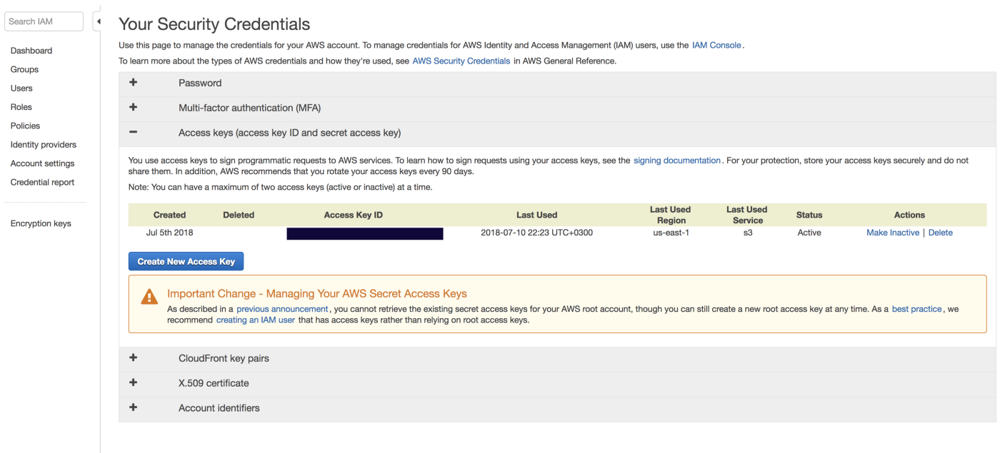 Search IAM
Dashboard
Groups
Users
Roles
Policies
Identity providers
Account settings
Credential report
Encryption keys
Your Security Credentials
Use this page to manage the credentials for your AWS account. To manage credentials for AWS Identity and Access Management (IAM) users, use the IAM Console.
To learn more about the types of AWS credentials and how they're used, see AWS Security Credentials in AWS General Reference.
Password
Multi-factor authentication (MFA)
Access keys (access key ID and secret access key)
You use access keys to sign programmatic requests to AWS services. To learn how to sign requests using your access keys, see the signing documentation. For your protection, store your access keys securely and do not
share them. In addition, AWS recommends that you rotate your access keys every 90 days.
Note: You can have a maximum of two access keys (active or inactive) at a time.
Created Deleted Access Key ID Last Used Last Used Region Last Used Service Status Actions
Jul 5th 2018 2018-07-10 22:23 UTC+0300 us-east-1 s3 Active Make Inactive | Delete
Create New Access Key
Important Change - Managing Your AWS Secret Access Keys
As described in a previous announcement, you cannot retrieve the existing secret access keys for your AWS root account, though you can still create a new root access key at any time. As a best practice, we
recommend creating an IAM user that has access keys rather than relying on root access keys.
CloudFront key pairs
X.509 certificate
Account identifiers